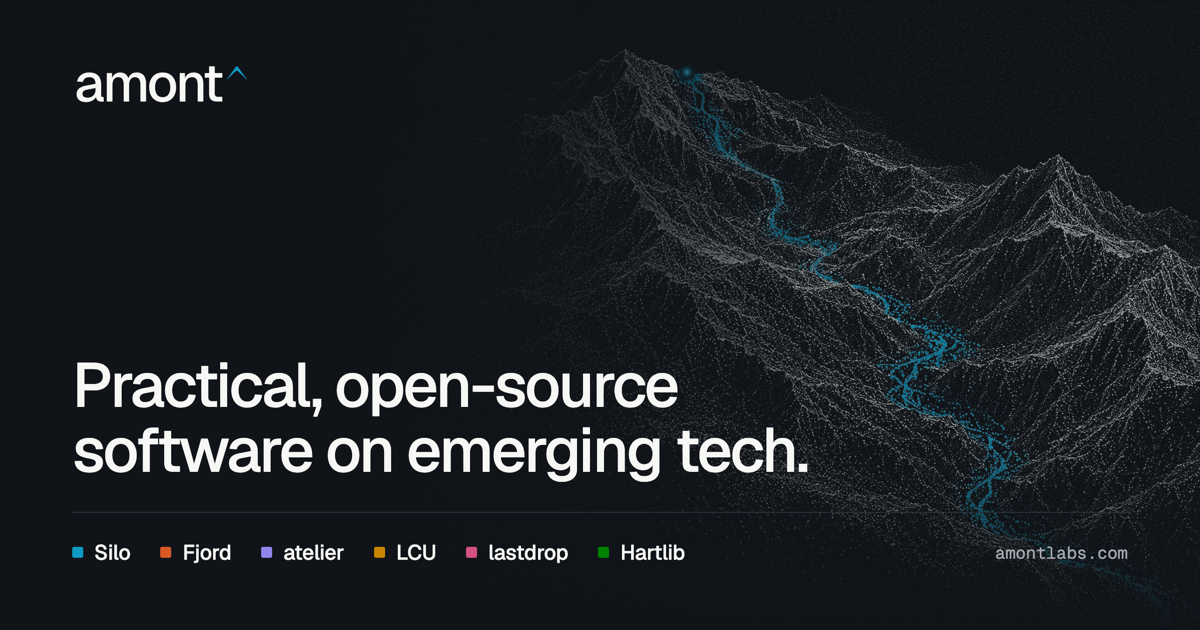 amont^
Practical, open-source
software on emerging tech.
Silo Fjord atelier LCU lastdrop Hartlib
amontlabs.com